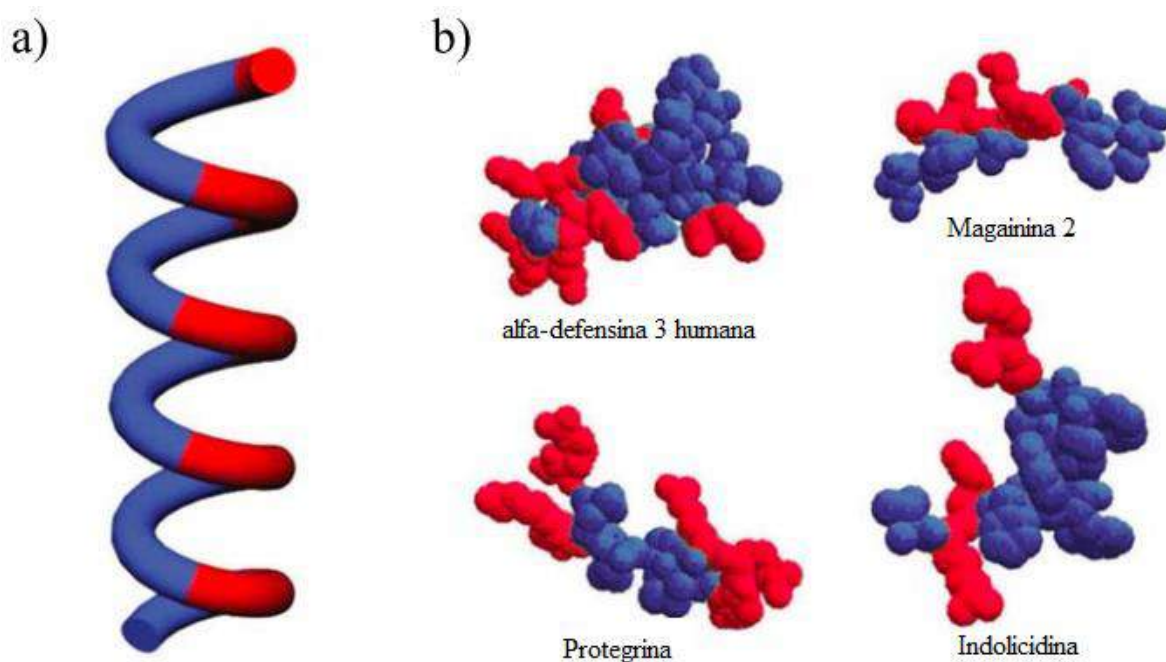 a)
b)
alfa-defensina 3 humana
Magainina 2
Protegrina
Indolicidina